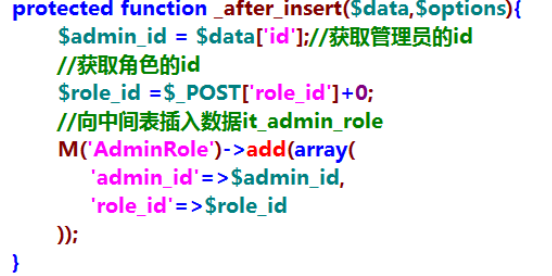 protected function _after_insert($data,$options){
$admin_id = $data['id'];//获取管理员的id
//获取角色的id
$role_id =$_POST['role_id']+0;
//向中间表插入数据it_admin_role
M('AdminRole')->add(array(
'admin_id'=>$admin_id,
'role_id'=>$role_id
));
}